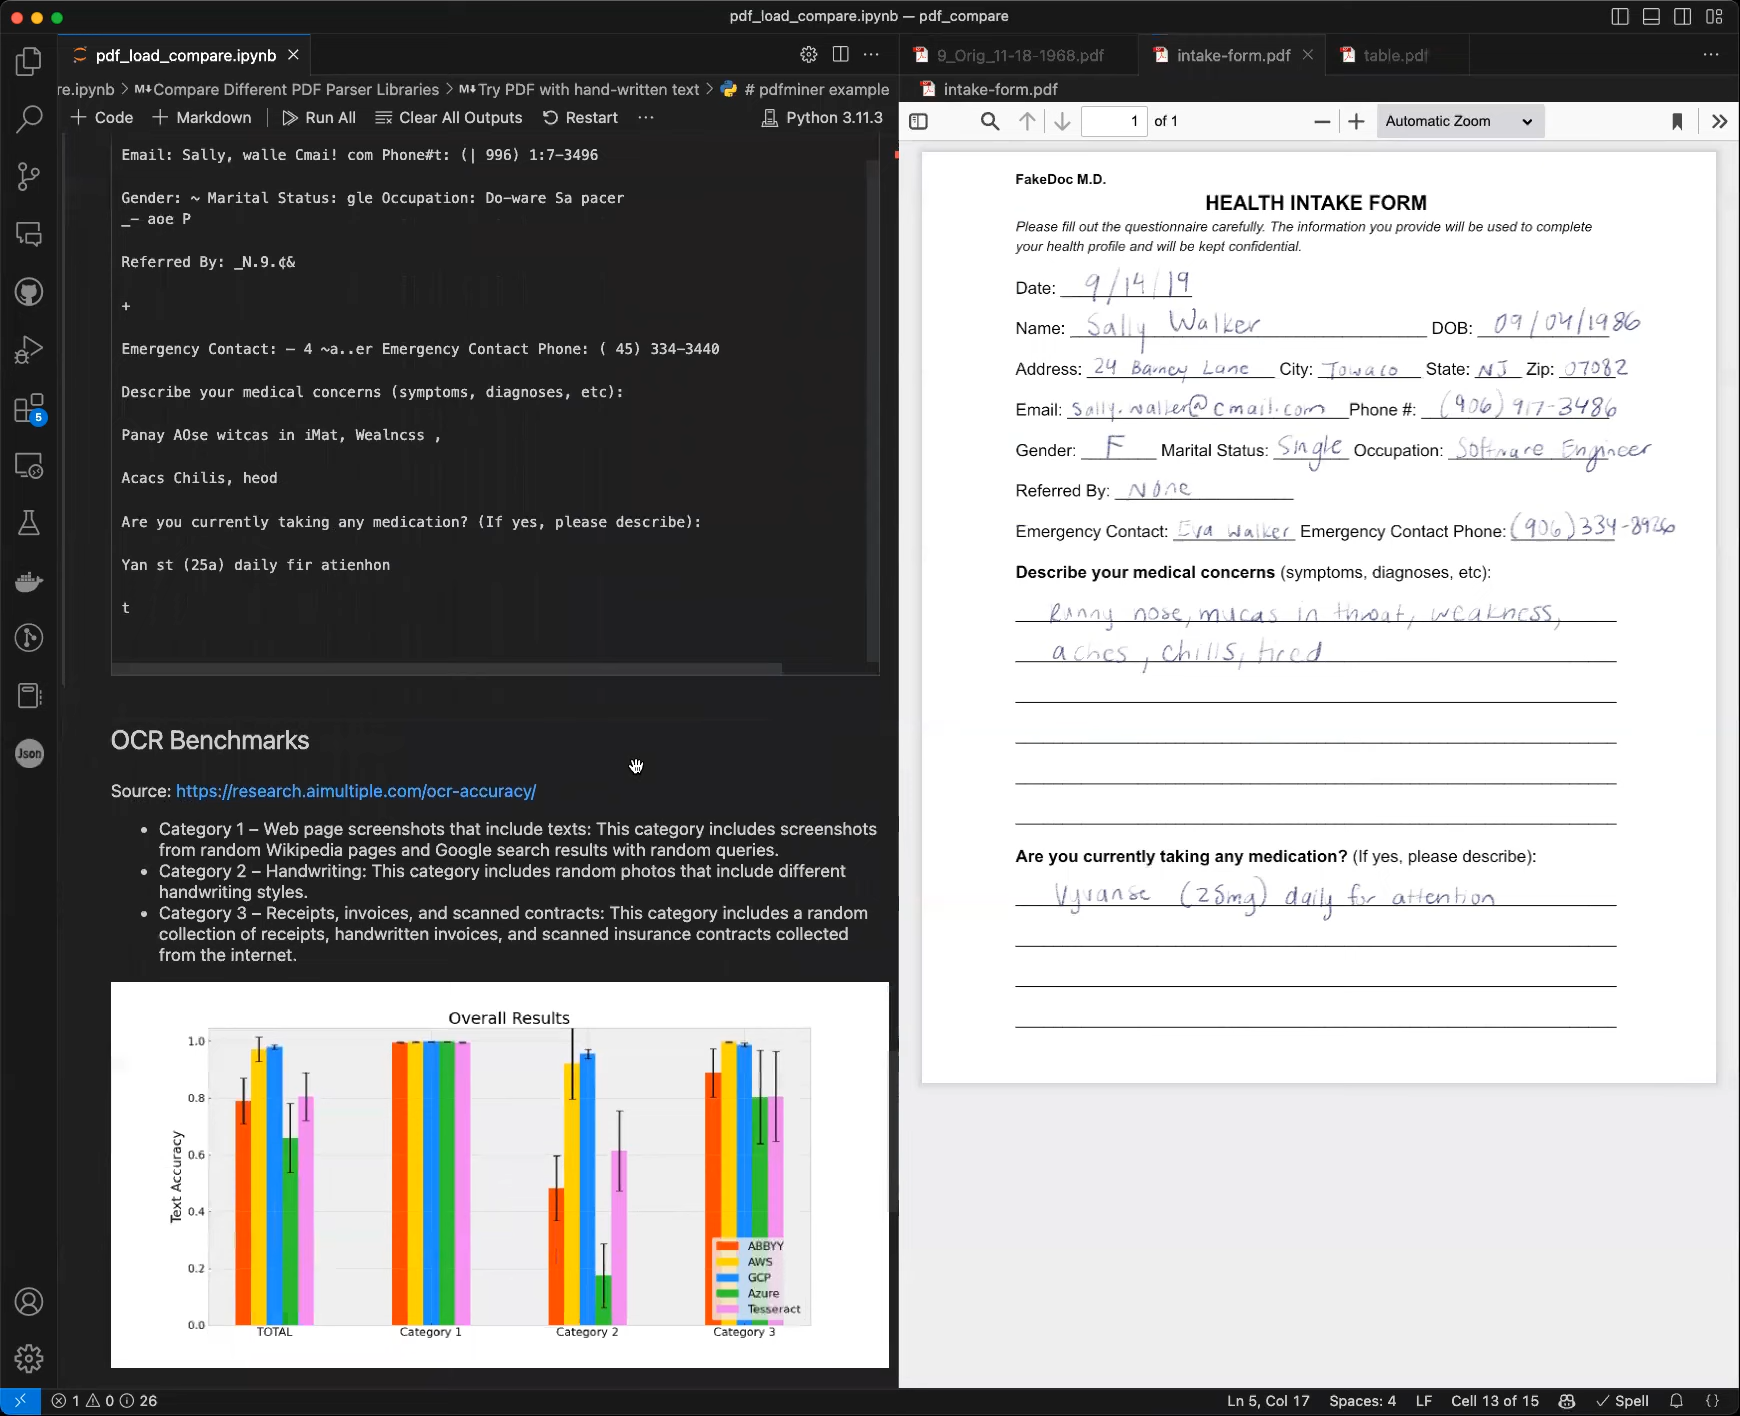 pdf_load_compare.ipynb — pdf_compare
pdf_load_compare.ipynb
9_Orig_11-18-1968.pdf
intake-form.pdf
table.pdf
re.ipynb > M↓Compare Different PDF Parser Libraries > M↓Try PDF with hand-written text > # pdfminer example
intake-form.pdf
+ Code + Markdown Run All Clear All Outputs Restart ··· Python 3.11.3
1 of 1 Automatic Zoom
Email: Sally, walle Cmai! com Phone#t: (| 996) 1:7-3496
Gender: ~ Marital Status: gle Occupation: Do-ware Sa pacer
_- aoe P
Referred By: _N.9.¢&
+
Emergency Contact: — 4 ~a..er Emergency Contact Phone: ( 45) 334-3440
Describe your medical concerns (symptoms, diagnoses, etc):
Panay AOse witcas in iMat, Wealncss ,
Acacs Chilis, heod
Are you currently taking any medication? (If yes, please describe):
Yan st (25a) daily fir atienhon
t
5
Json
OCR Benchmarks
Source: https://research.aimultiple.com/ocr-accuracy/
• Category 1 – Web page screenshots that include texts: This category includes screenshots
from random Wikipedia pages and Google search results with random queries.
• Category 2 – Handwriting: This category includes random photos that include different
handwriting styles.
• Category 3 – Receipts, invoices, and scanned contracts: This category includes a random
collection of receipts, handwritten invoices, and scanned insurance contracts collected
from the internet.
Overall Results
Text Accuracy
1.0
0.8
0.6
0.4
0.2
0.0
TOTAL Category 1 Category 2 Category 3
ABBYY
AWS
GCP
Azure
Tesseract
FakeDoc M.D.
HEALTH INTAKE FORM
Please fill out the questionnaire carefully. The information you provide will be used to complete
your health profile and will be kept confidential.
Date: 9/14/19
Name: Sally Walker DOB: 09/04/1986
Address: 24 Barney Lane City: Towaco State: NJ Zip: 07082
Email: Sally.walker@cmail.com Phone #: (906) 917-3486
Gender: F Marital Status: Single Occupation: Software Engineer
Referred By: None
Emergency Contact: Eva Walker Emergency Contact Phone: (906)334-8926
Describe your medical concerns (symptoms, diagnoses, etc):
Runny nose, mucas in throat, weakness,
aches, chills, tired
Are you currently taking any medication? (If yes, please describe):
Vyvanse (25mg) daily for attention
1 0 26 Ln 5, Col 17 Spaces: 4 LF Cell 13 of 15 Spell